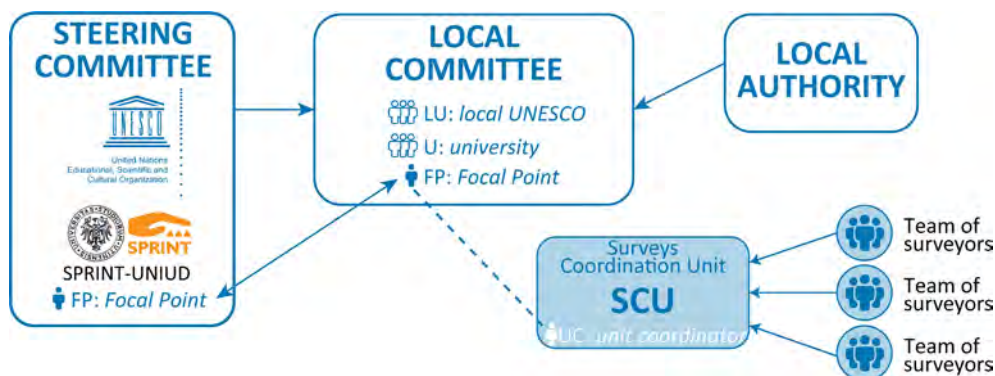 STEERING
COMMITTEE
UNESCO
United Nations
Educational, Scientific and
Cultural Organization
SPRINT
SPRINT-UNIUD
FP: Focal Point
LOCAL
COMMITTEE
LU: local UNESCO
U: university
FP: Focal Point
LOCAL
AUTHORITY
Surveys
Coordination Unit
SCU
UC: unit coordinator
Team of
surveyors
Team of
surveyors
Team of
surveyors